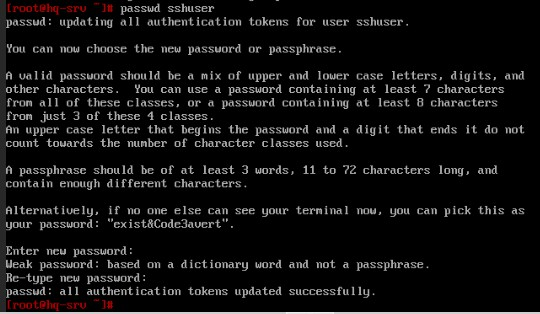 [root@hq-srv ~]# passwd sshuser
passwd: updating all authentication tokens for user sshuser.
You can now choose the new password or passphrase.
A valid password should be a mix of upper and lower case letters, digits, and
other characters.  You can use a password containing at least 7 characters
from all of these classes, or a password containing at least 8 characters
from just 3 of these 4 classes.
An upper case letter that begins the password and a digit that ends it do not
count towards the number of character classes used.
A passphrase should be of at least 3 words, 11 to 72 characters long, and
contain enough different characters.
Alternatively, if no one else can see your terminal now, you can pick this as
your password: "exist&Code3avert".
Enter new password:
Weak password: based on a dictionary word and not a passphrase.
Re-type new password:
passwd: all authentication tokens updated successfully.
[root@hq-srv ~]#